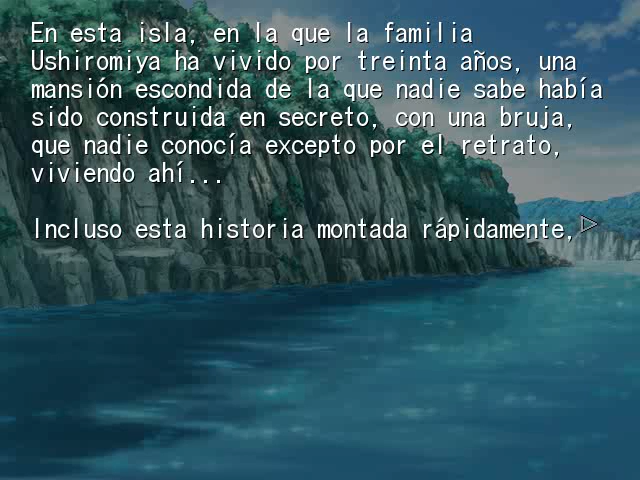 En esta isla, en la que la familia
Ushiromiya ha vivido por treinta años, una
mansión escondida de la que nadie sabe había
sido construida en secreto, con una bruja,
que nadie conocía excepto por el retrato,
viviendo ahí...
Incluso esta historia montada rápidamente,